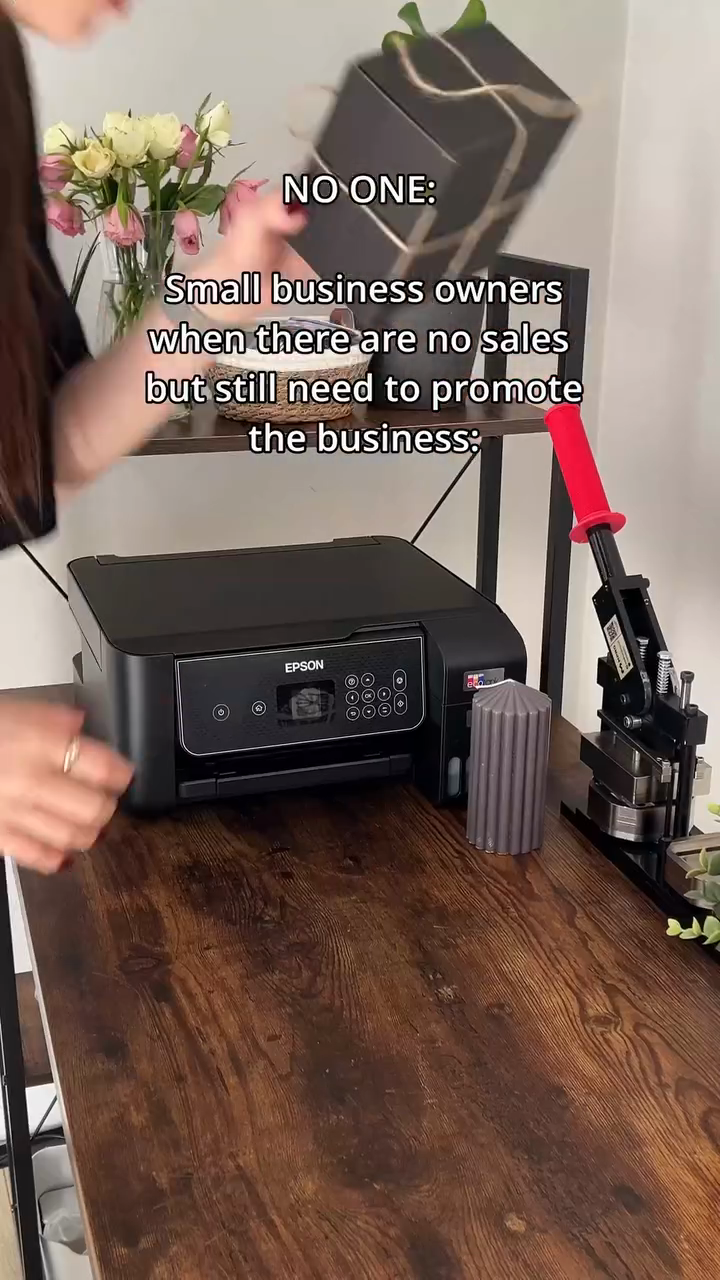 NO ONE:
Small business owners
when there are no sales
but still need to promote
the business:
EPSON